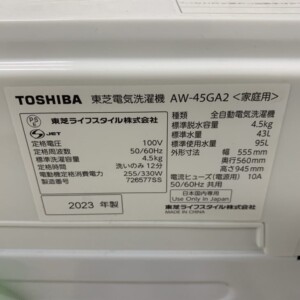 TOSHIBA 東芝電気洗濯機 AW-45GA2 <家庭用>
PS E
JET
東芝ライフスタイル株式会社
定格電圧 100V
定格周波数 50/60Hz
標準洗濯容量 4.5kg
洗濯時間 洗いのみ 12分
電動機定格消費電力 255/330W
製造番号 726577SS
2023 年製
種類 全自動電気洗濯機
標準脱水容量 4.5kg
標準水量 43L
標準使用水量 95L
外形寸法 幅 555mm
奥行560mm
高さ945mm
電流ヒューズ(電源用) 10A
50/60Hz 共用
日本国内専用
Use Only In Japan
東芝ライフスタイル株式会社
MADE IN CHINA